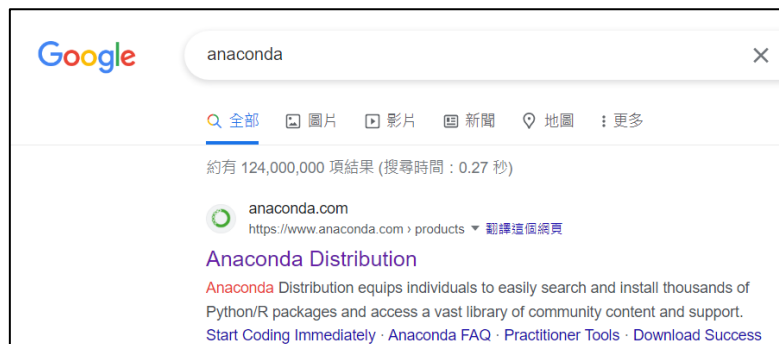 Google
anaconda
全部 圖片 影片 新聞 地圖 更多
約有 124,000,000 項結果 (搜尋時間：0.27 秒)
anaconda.com
https://www.anaconda.com › products 翻譯這個網頁
Anaconda Distribution
Anaconda Distribution equips individuals to easily search and install thousands of
Python/R packages and access a vast library of community content and support.
Start Coding Immediately · Anaconda FAQ · Practitioner Tools · Download Success